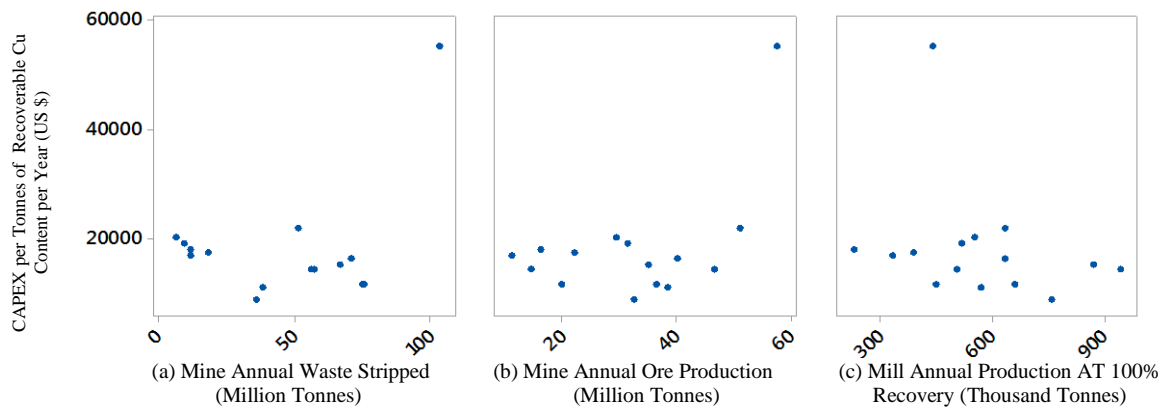 CAPEX per Tonnes of Recoverable Cu
Content per Year (US $)
60000
40000
20000
0
50
100
20
40
60
300
600
900
(a) Mine Annual Waste Stripped
(Million Tonnes)
(b) Mine Annual Ore Production
(Million Tonnes)
(c) Mill Annual Production AT 100%
Recovery (Thousand Tonnes)